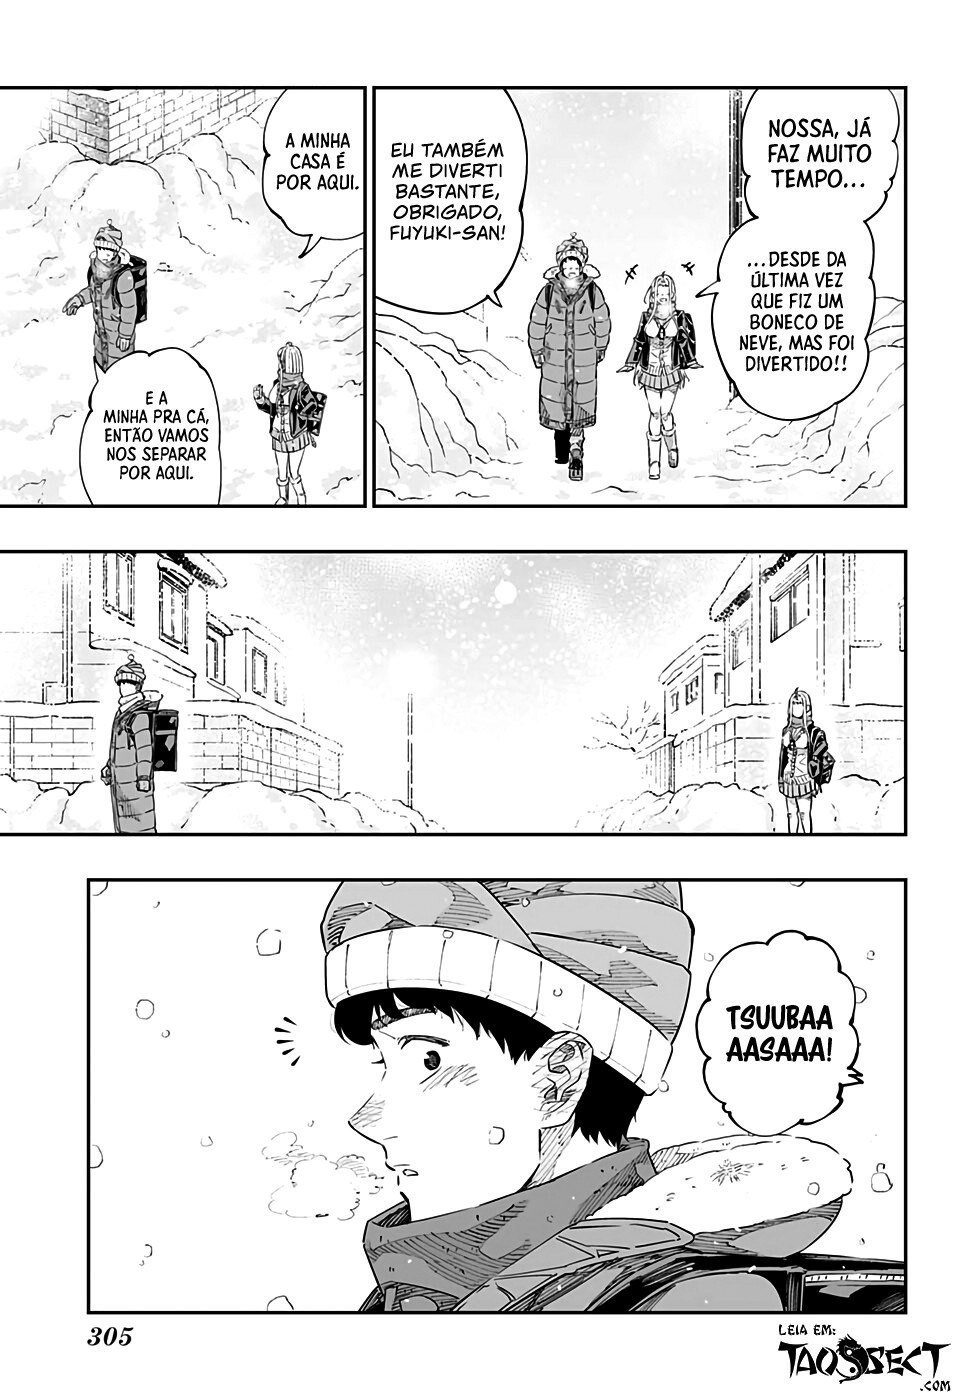 NOSSA, JÁ
FAZ MUITO
TEMPO...
...DESDE DA
ÚLTIMA VEZ
QUE FIZ UM
BONECO DE
NEVE, MAS FOI
DIVERTIDO!!
EU TAMBÉM
ME DIVERTI
BASTANTE,
OBRIGADO,
FUYUKI-SAN!
A MINHA
CASA É
POR AQUI.
E A
MINHA PRA CÁ,
ENTÃO VAMOS
NOS SEPARAR
POR AQUI.
TSUUBAA
AASAAA!
305
LEIA EM:
TAOSSECT
.COM